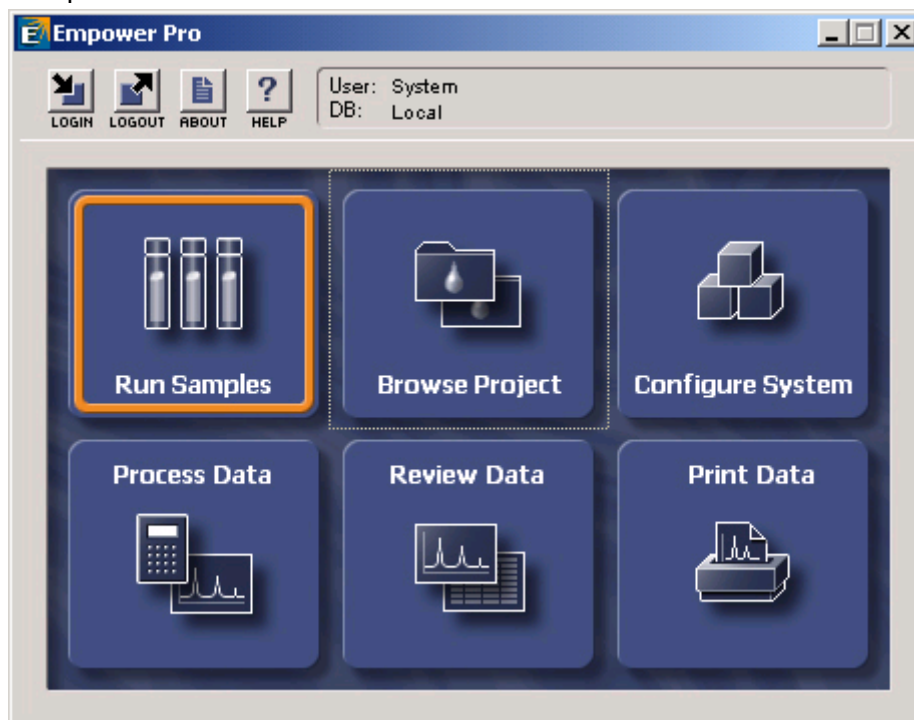 Empower Pro
LOGIN LOGOUT ABOUT HELP
User: System
DB: Local
Run Samples
Browse Project
Configure System
Process Data
Review Data
Print Data